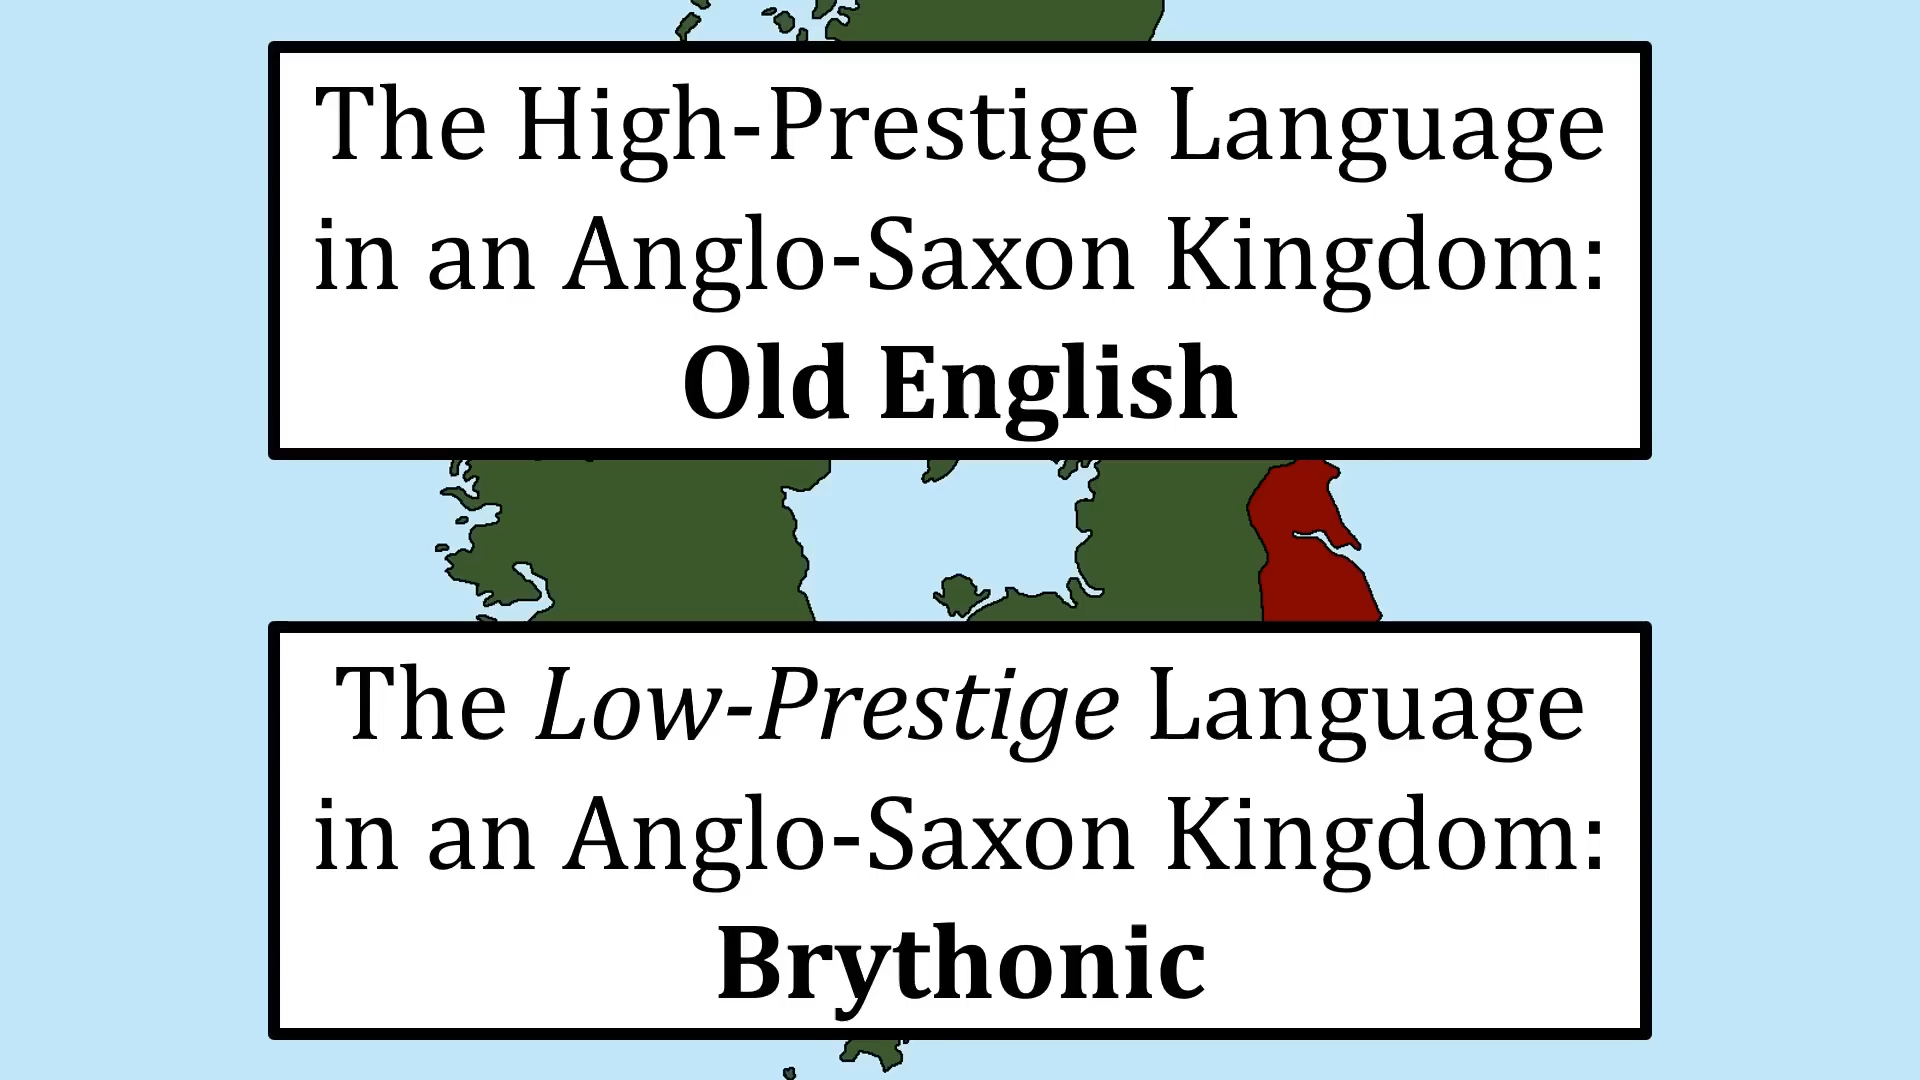 The High-Prestige Language
in an Anglo-Saxon Kingdom:
Old English
The Low-Prestige Language
in an Anglo-Saxon Kingdom:
Brythonic